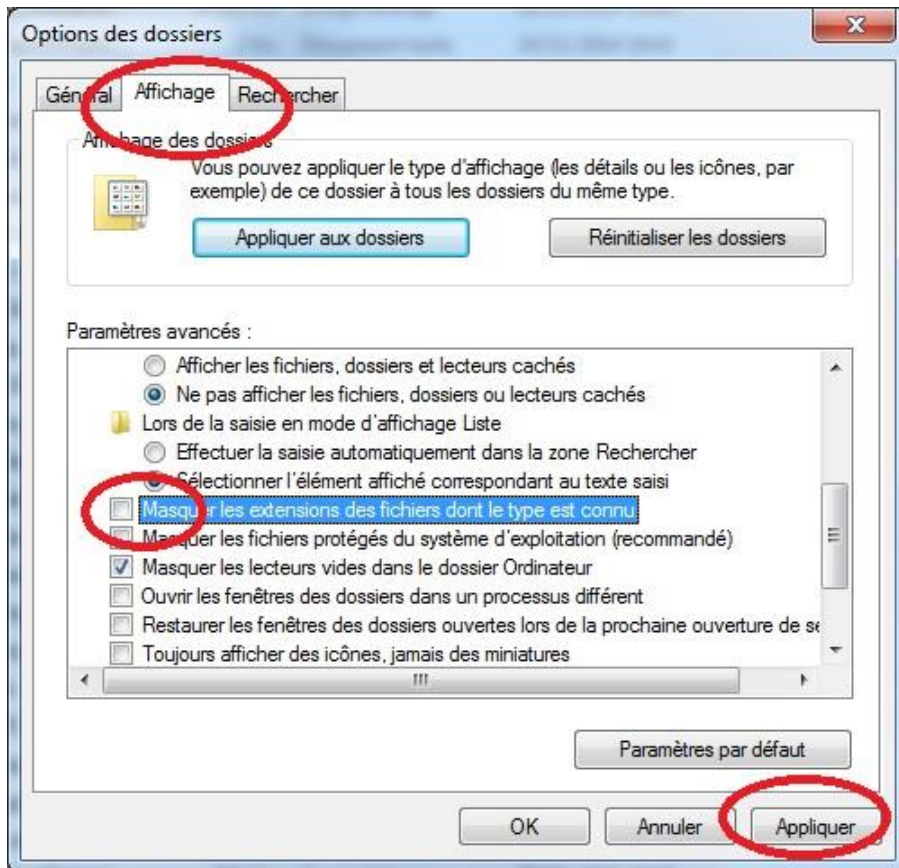 Options des dossiers
Général Affichage Rechercher
Affichage des dossiers
Vous pouvez appliquer le type d'affichage (les détails ou les icônes, par
exemple) de ce dossier à tous les dossiers du même type.
Appliquer aux dossiers Réinitialiser les dossiers
Paramètres avancés :
Afficher les fichiers, dossiers et lecteurs cachés
Ne pas afficher les fichiers, dossiers ou lecteurs cachés
Lors de la saisie en mode d'affichage Liste
Effectuer la saisie automatiquement dans la zone Rechercher
Sélectionner l'élément affiché correspondant au texte saisi
Masquer les extensions des fichiers dont le type est connu
Masquer les fichiers protégés du système d'exploitation (recommandé)
Masquer les lecteurs vides dans le dossier Ordinateur
Ouvrir les fenêtres des dossiers dans un processus différent
Restaurer les fenêtres des dossiers ouvertes lors de la prochaine ouverture de se
Toujours afficher des icônes, jamais des miniatures
Paramètres par défaut
OK Annuler Appliquer